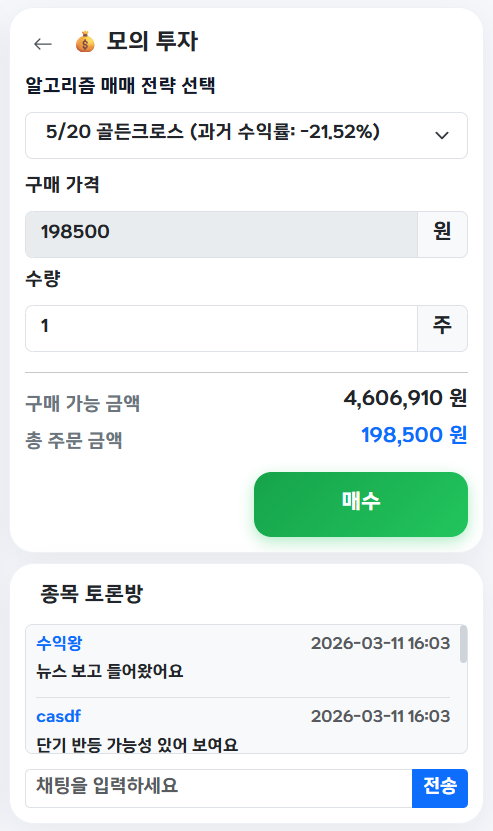 ← 💰 모의 투자
알고리즘 매매 전략 선택
5/20 골든크로스 (과거 수익률: -21.52%)
구매 가격
198500 원
수량
1 주
구매 가능 금액 4,606,910 원
총 주문 금액 198,500 원
매수
종목 토론방
수익왕 2026-03-11 16:03
뉴스 보고 들어왔어요
casdf 2026-03-11 16:03
단기 반등 가능성 있어 보여요
채팅을 입력하세요 전송